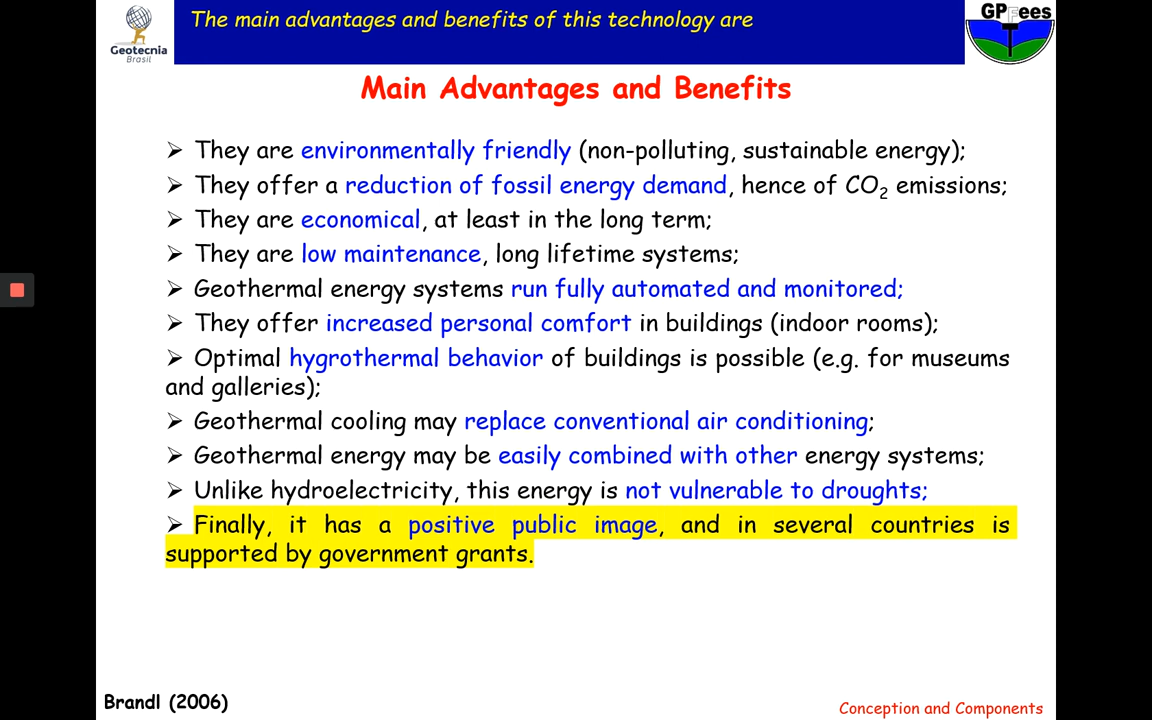 The main advantages and benefits of this technology are
Geotecnia
Brasil
GPFees
Main Advantages and Benefits
➢ They are environmentally friendly (non-polluting, sustainable energy);
➢ They offer a reduction of fossil energy demand, hence of CO₂ emissions;
➢ They are economical, at least in the long term;
➢ They are low maintenance, long lifetime systems;
➢ Geothermal energy systems run fully automated and monitored;
➢ They offer increased personal comfort in buildings (indoor rooms);
➢ Optimal hygrothermal behavior of buildings is possible (e.g. for museums
and galleries);
➢ Geothermal cooling may replace conventional air conditioning;
➢ Geothermal energy may be easily combined with other energy systems;
➢ Unlike hydroelectricity, this energy is not vulnerable to droughts;
➢ Finally, it has a positive public image, and in several countries is
supported by government grants.
Brandl (2006)
Conception and Components